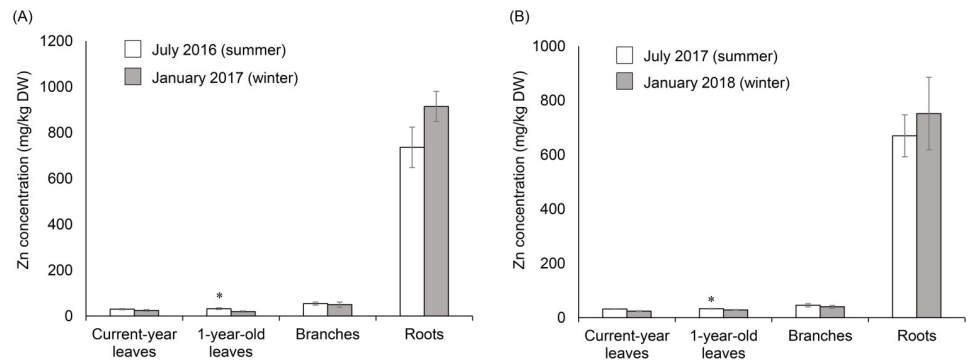 (A)
Zn concentration (mg/kg DW)
1200
1000
800
600
400
200
0
July 2016 (summer)
January 2017 (winter)
*
Current-year
leaves
1-year-old
leaves
Branches
Roots
(B)
Zn concentration (mg/kg DW)
1000
800
600
400
200
0
July 2017 (summer)
January 2018 (winter)
*
Current-year
leaves
1-year-old
leaves
Branches
Roots